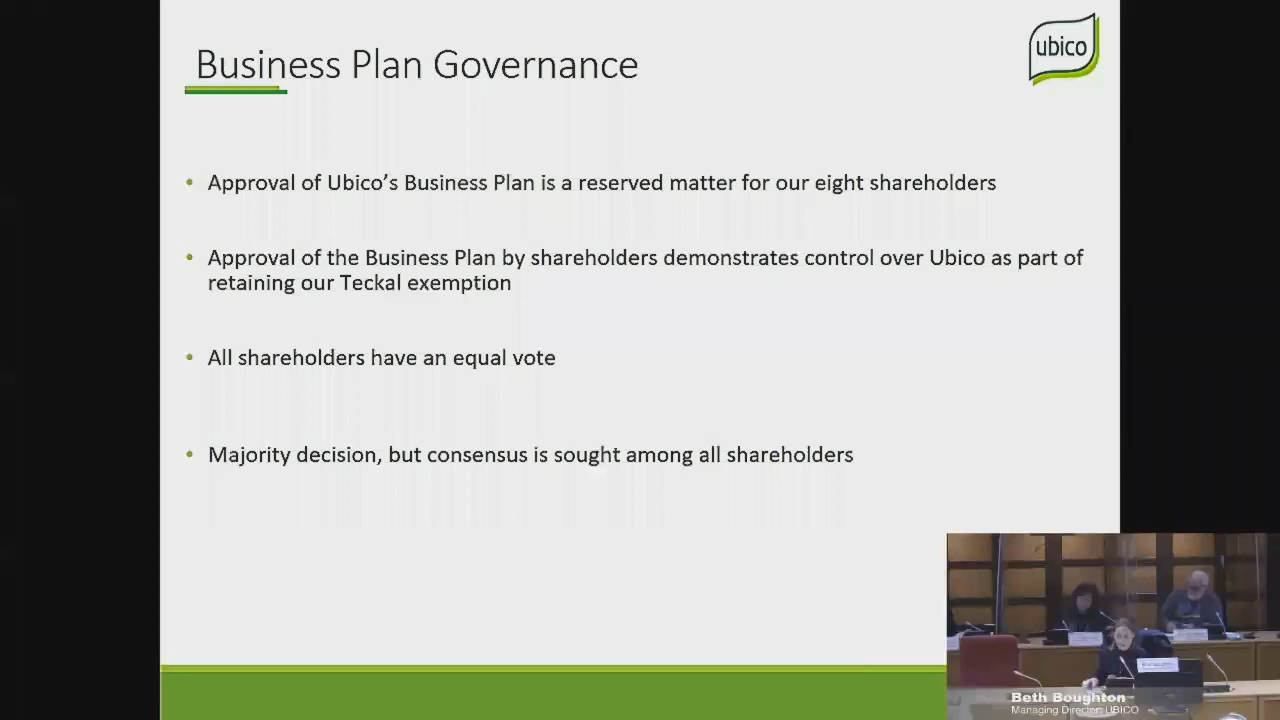 Business Plan Governance
ubico
• Approval of Ubico's Business Plan is a reserved matter for our eight shareholders
• Approval of the Business Plan by shareholders demonstrates control over Ubico as part of
retaining our Teckal exemption
• All shareholders have an equal vote
• Majority decision, but consensus is sought among all shareholders
Beth Boughton
Managing Director: UBICO